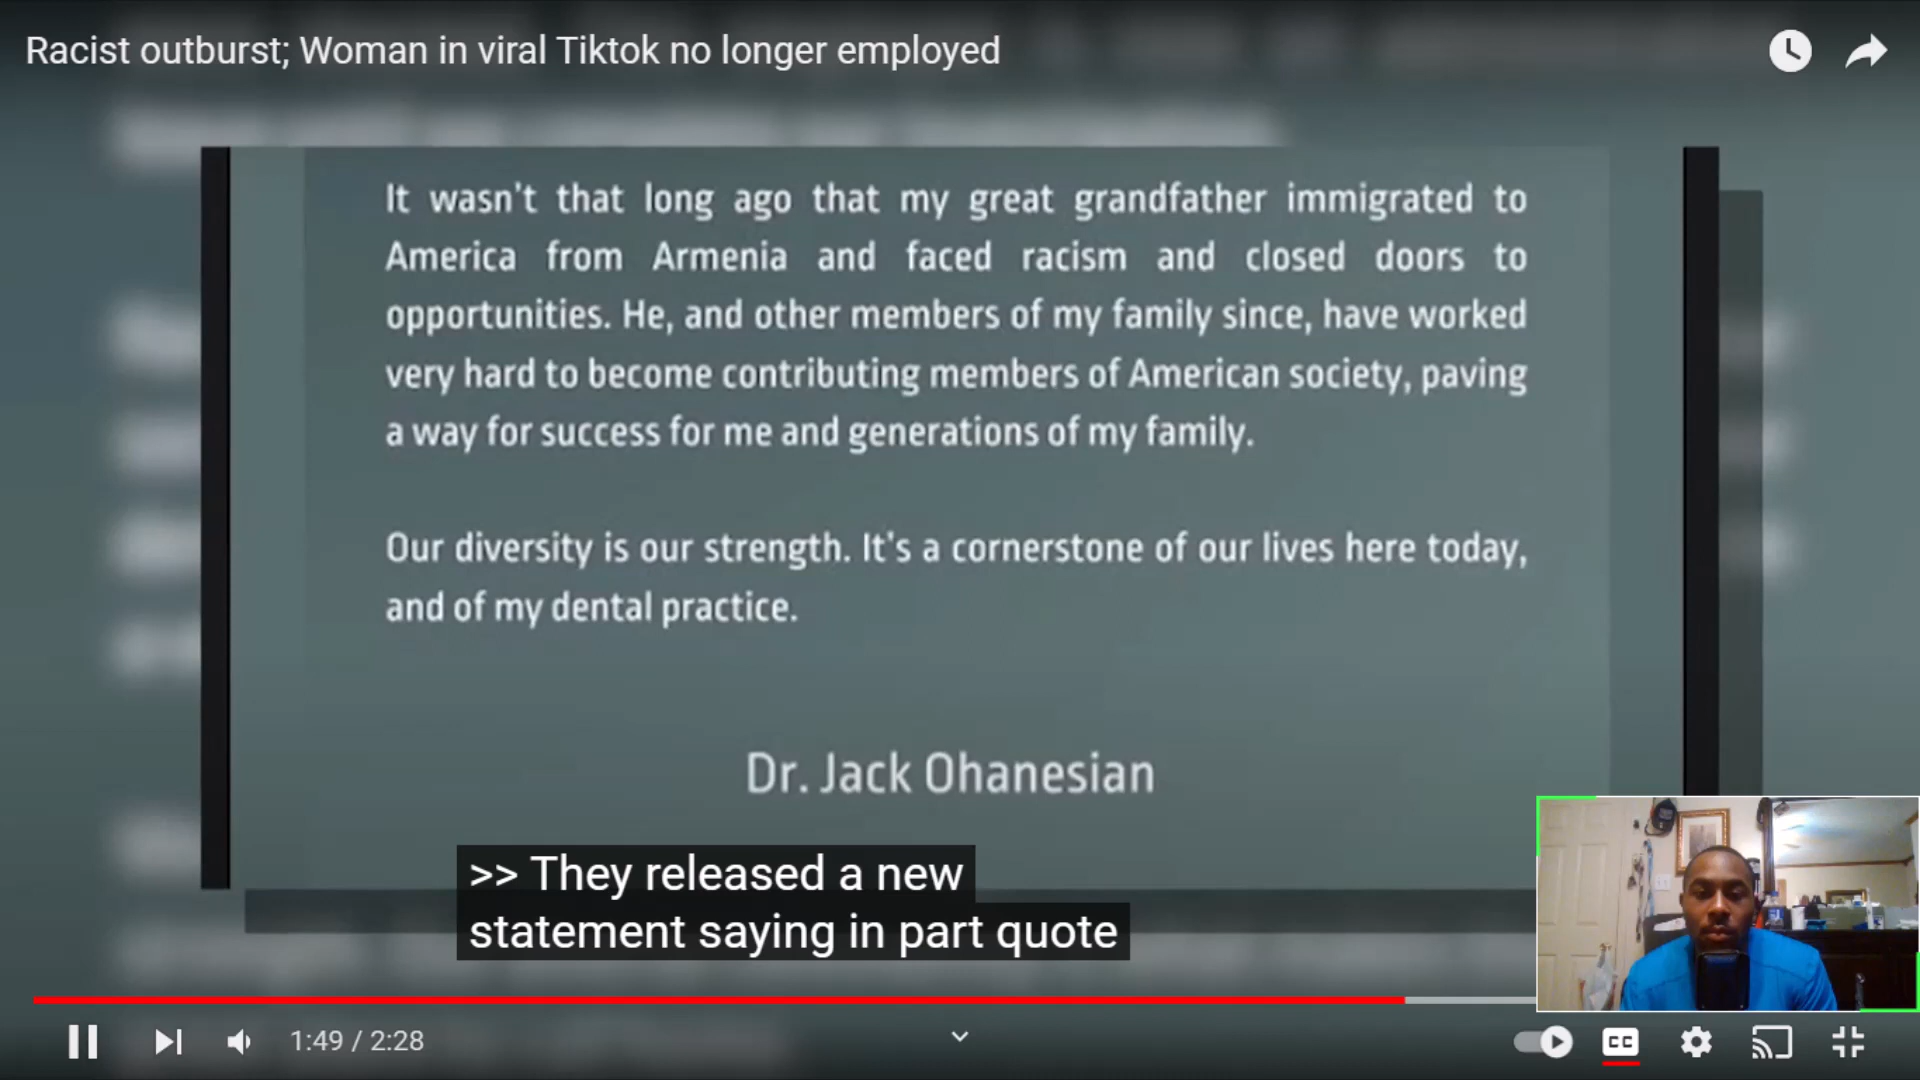 Racist outburst; Woman in viral Tiktok no longer employed
It wasn't that long ago that my great grandfather immigrated to
America from Armenia and faced racism and closed doors to
opportunities. He, and other members of my family since, have worked
very hard to become contributing members of American society, paving
a way for success for me and generations of my family.
Our diversity is our strength. It's a cornerstone of our lives here today,
and of my dental practice.
Dr. Jack Ohanesian
>> They released a new
statement saying in part quote
1:49 / 2:28
CC